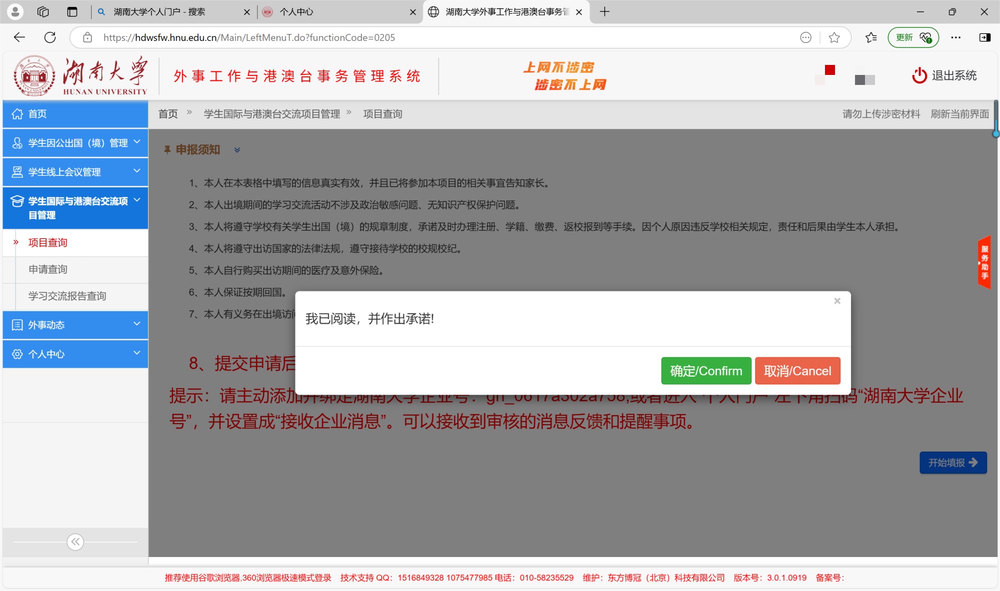 湖南大学个人门户 - 搜索
个人中心
湖南大学外事工作与港澳台事务管
https://hdwsfw.hnu.edu.cn/Main/LeftMenuT.do?functionCode=0205
更新
湖南大学
HUNAN UNIVERSITY
外事工作与港澳台事务管理系统
上网不涉密
涉密不上网
退出系统
首页
学生因公出国（境）管理
学生线上会议管理
学生国际与港澳台交流项
目管理
» 项目查询
申请查询
学习交流报告查询
外事动态
个人中心
首页 » 学生国际与港澳台交流项目管理 » 项目查询
请勿上传涉密材料 刷新当前界面
申报须知
1、本人在本表格中填写的信息真实有效，并且已将参加本项目的相关事宜告知家长。
2、本人出境期间的学习交流活动不涉及政治敏感问题、无知识产权保护问题。
3、本人将遵守学校有关学生出国（境）的规章制度，承诺及时办理注册、学籍、缴费、返校报到等手续。因个人原因违反学校相关规定，责任和后果由学生本人承担。
4、本人将遵守出访国家的法律法规，遵守接待学校的校规校纪。
5、本人自行购买出访期间的医疗及意外保险。
6、本人保证按期回国。
7、本人有义务在出境访
8、提交申请后
我已阅读，并作出承诺!
×
确定/Confirm
取消/Cancel
提示：请主动添加并绑定湖南大学企业号：gh_0617a302a758,或者进入“个人门户”左下角扫码“湖南大学企业
号”，并设置成“接收企业消息”。可以接收到审核的消息反馈和提醒事项。
开始填报
服务助手
推荐使用谷歌浏览器,360浏览器极速模式登录 技术支持 QQ：1516849328 1075477985 电话：010-58235529 维护：东方博冠（北京）科技有限公司 版本号：3.0.1.0919 备案号：